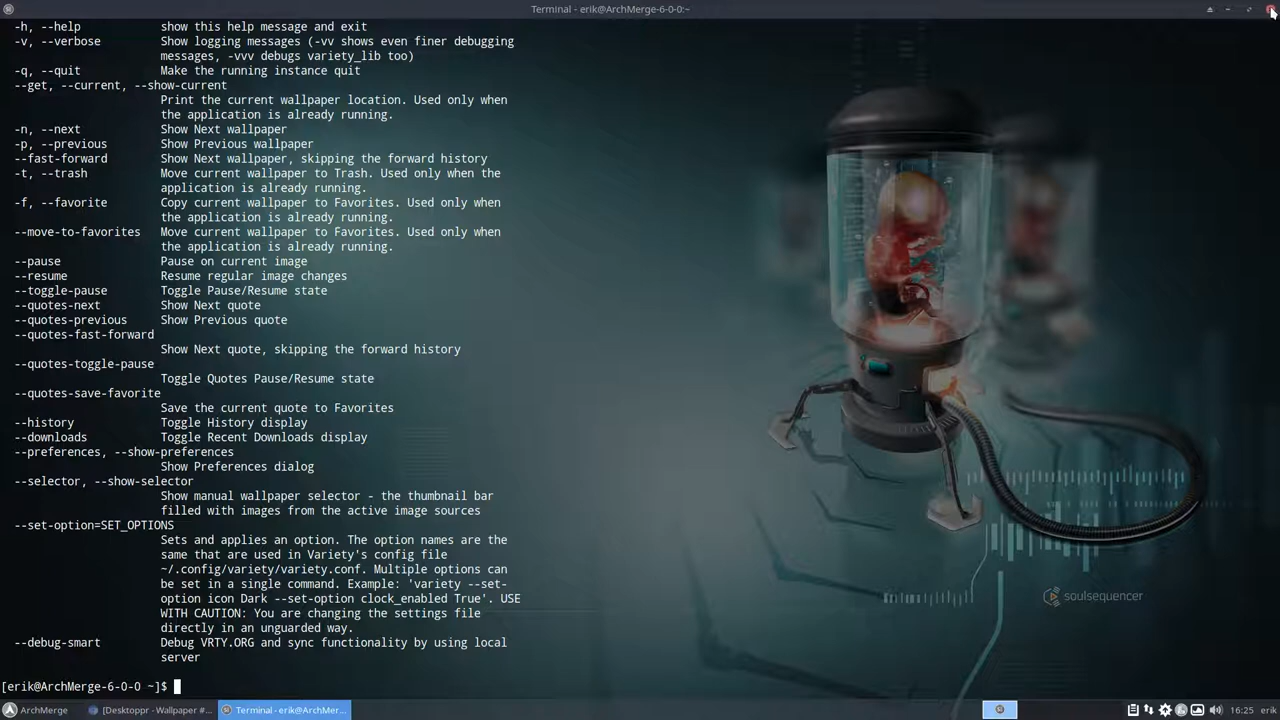 Terminal - erik@ArchMerge-6-0-0:~
-h, --help show this help message and exit
-v, --verbose Show logging messages (-vv shows even finer debugging
messages, -vvv debugs variety_lib too)
-q, --quit Make the running instance quit
--get, --current, --show-current
Print the current wallpaper location. Used only when
the application is already running.
-n, --next Show Next wallpaper
-p, --previous Show Previous wallpaper
--fast-forward Show Next wallpaper, skipping the forward history
-t, --trash Move current wallpaper to Trash. Used only when the
application is already running.
-f, --favorite Copy current wallpaper to Favorites. Used only when
the application is already running.
--move-to-favorites Move current wallpaper to Favorites. Used only when
the application is already running.
--pause Pause on current image
--resume Resume regular image changes
--toggle-pause Toggle Pause/Resume state
--quotes-next Show Next quote
--quotes-previous Show Previous quote
--quotes-fast-forward
Show Next quote, skipping the forward history
--quotes-toggle-pause
Toggle Quotes Pause/Resume state
--quotes-save-favorite
Save the current quote to Favorites
--history Toggle History display
--downloads Toggle Recent Downloads display
--preferences, --show-preferences
Show Preferences dialog
--selector, --show-selector
Show manual wallpaper selector - the thumbnail bar
filled with images from the active image sources
--set-option=SET_OPTIONS
Sets and applies an option. The option names are the
same that are used in Variety's config file
~/.config/variety/variety.conf. Multiple options can
be set in a single command. Example: 'variety --set-
option icon Dark --set-option clock_enabled True'. USE
WITH CAUTION: You are changing the settings file
directly in an unguarded way.
--debug-smart Debug VRTY.ORG and sync functionality by using local
server
[erik@ArchMerge-6-0-0 ~]$
soulsequencer
ArchMerge [Desktoppr - Wallpaper #... Terminal - erik@ArchMer... 16:25 erik